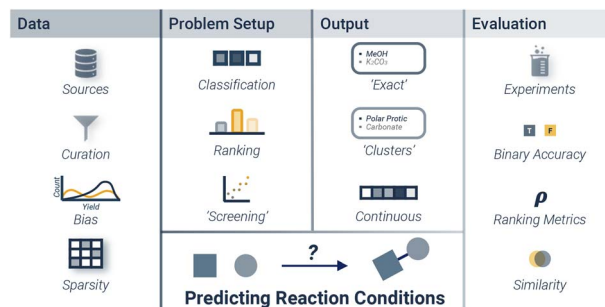 Data
Problem Setup
Output
Evaluation
Sources
Curation
Count
Yield
Bias
Sparsity
Classification
Ranking
'Screening'
• MeOH
• K₂CO₃
'Exact'
• Polar Protic
• Carbonate
'Clusters'
Continuous
Experiments
T F
Binary Accuracy
ρ
Ranking Metrics
Similarity
?
Predicting Reaction Conditions